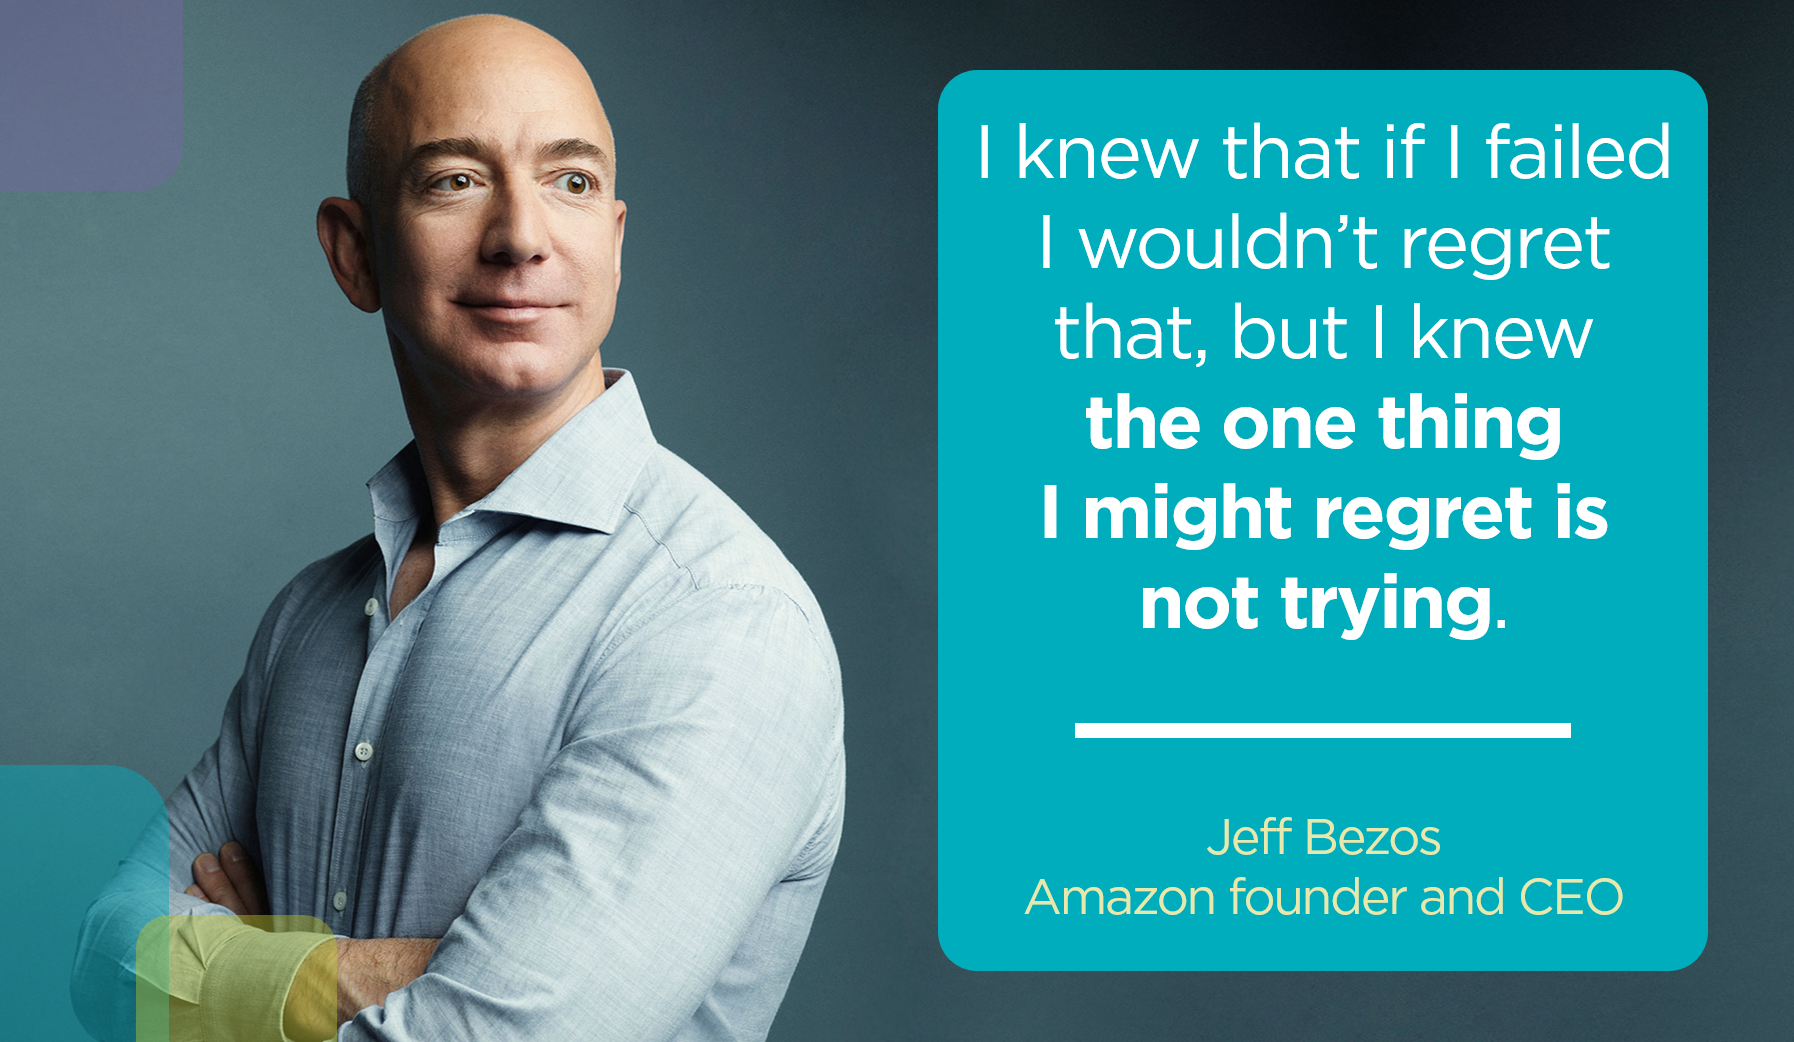 I knew that if I failed
I wouldn’t regret
that, but I knew
the one thing
I might regret is
not trying.
Jeff Bezos
Amazon founder and CEO